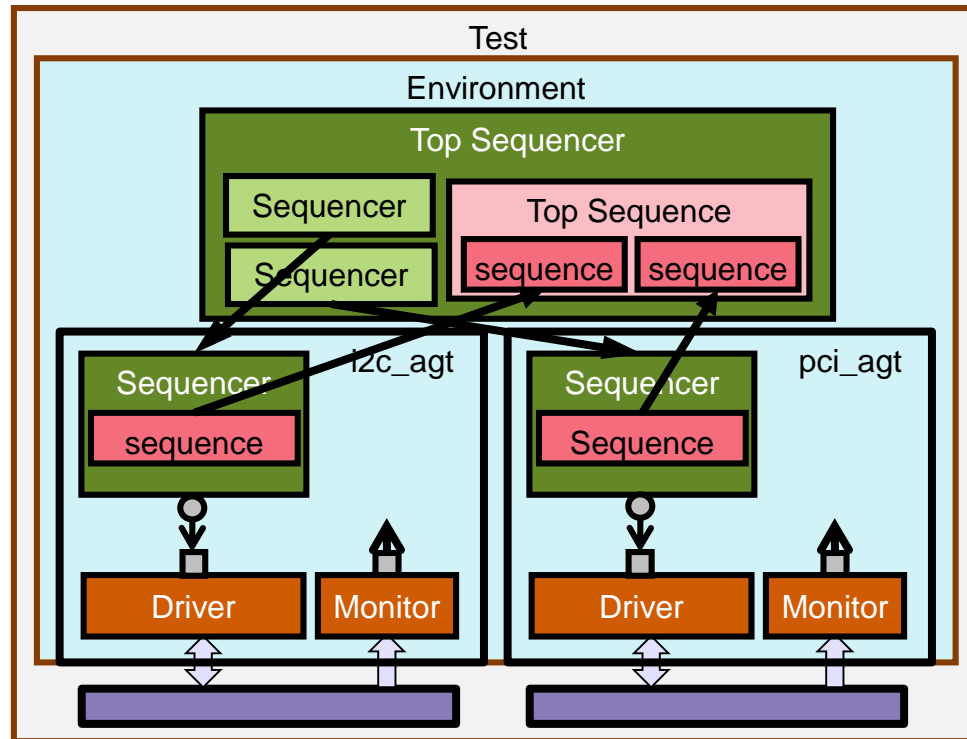 Test
Environment
Top Sequencer
Sequencer
Top Sequence
Sequencer
sequence
sequence
i2c_agt
Sequencer
sequence
pci_agt
Sequencer
Sequence
Driver
Monitor
Driver
Monitor